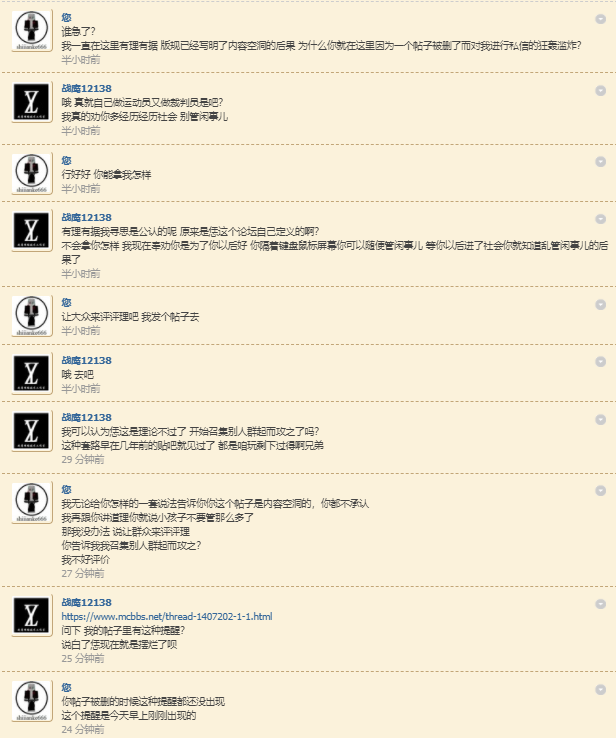 您
谁急了?
我一直在这里有理有据 版规已经写明了内容空洞的后果 为什么你就在这里因为一个帖子被删了而对我进行私信的狂轰滥炸?
半小时前
shiiianke666
战魔12138
哦 真就自己做运动员又做裁判员是吧?
我真的劝你多经历经历社会 别管闲事儿
半小时前
您
行好好 你能拿我怎样
半小时前
shiiianke666
战魔12138
有理有据我寻思是公认的呢 原来是恁这个论坛自己定义的啊?
不会拿你怎样 我现在奉劝你是为了你以后好 你隔着键盘鼠标屏幕你可以随便管闲事儿 等你以后进了社会你就知道乱管闲事儿的后
果了
半小时前
您
让大众来评评理吧 我发个帖子去
半小时前
shiiianke666
战魔12138
哦 去吧
半小时前
战魔12138
我可以认为恁这是理论不过了 开始召集别人群起而攻之了吗?
这种套路早在几年前的贴吧就见过了 都是咱玩剩下过得啊兄弟
29 分钟前
您
我无论给你怎样的一套说法告诉你你这个帖子是内容空洞的，你都不承认
我再跟你讲道理你就说小孩子不要管那么多了
那我没办法 说让群众来评评理
你告诉我我召集别人群起而攻之?
我不好评价
27 分钟前
shiiianke666
战魔12138
https://www.mcbbs.net/thread-1407202-1-1.html
问下 我的帖子里有这种提醒?
说白了恁现在就是摆烂了呗
25 分钟前
您
你帖子被删的时候这种提醒都还没出现
这个提醒是今天早上刚刚出现的
24 分钟前
shiiianke666